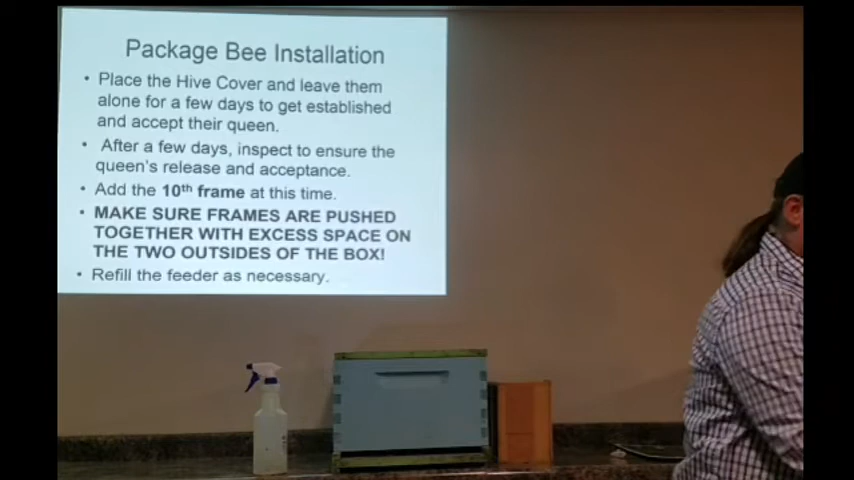 Package Bee Installation
• Place the Hive Cover and leave them
alone for a few days to get established
and accept their queen.
• After a few days, inspect to ensure the
queen's release and acceptance.
• Add the 10th frame at this time.
• MAKE SURE FRAMES ARE PUSHED
TOGETHER WITH EXCESS SPACE ON
THE TWO OUTSIDES OF THE BOX!
• Refill the feeder as necessary.